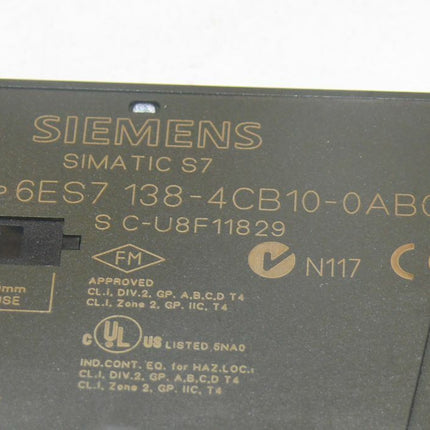 SIEMENS
SIMATIC S7
6ES7 138-4CB10-0AB0
S C-U8F11829
FM
N117
APPROVED
CL.I, DIV.2, GP. A,B,C,D T4
CL.I, Zone 2, GP. IIC, T4
C UL US LISTED 5NA0
IND.CONT. EQ. for HAZ.LOC.:
CL.I, DIV.2, GP. A,B,C,D T4
CL.I, Zone 2, GP. IIC, T4